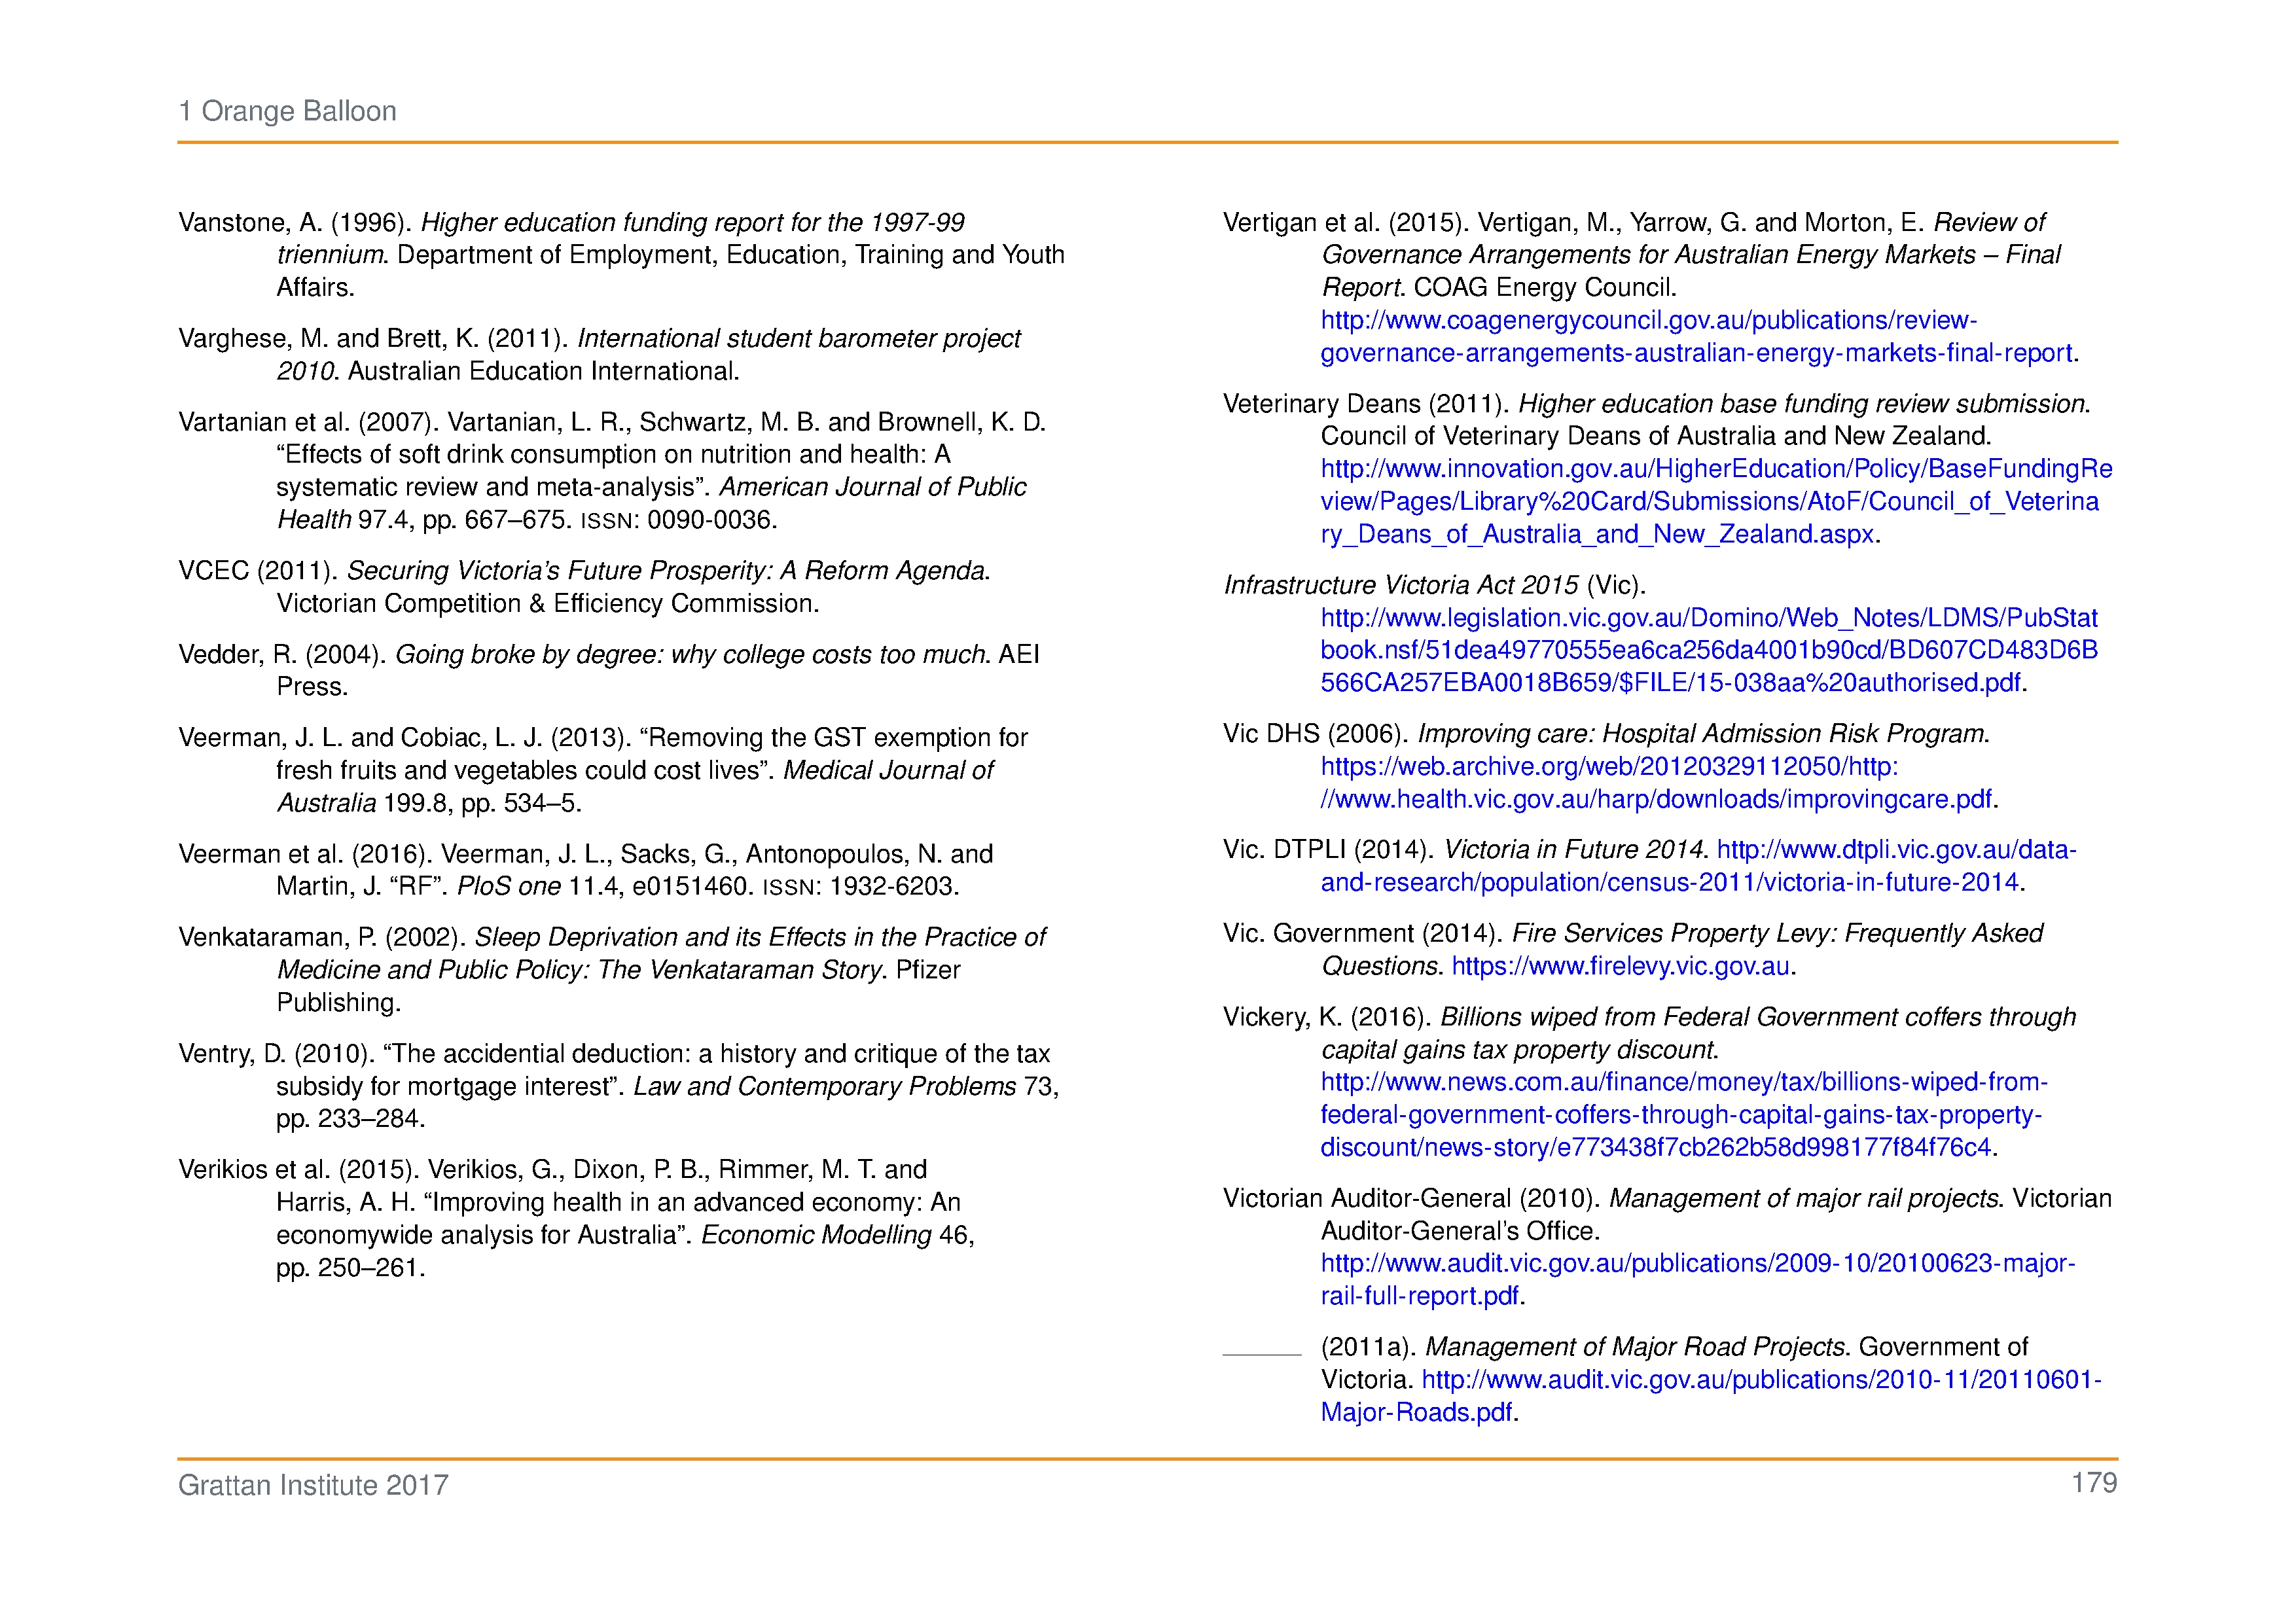 1 Orange Balloon
Vanstone, A. (1996). Higher education funding report for the 1997-99
triennium. Department of Employment, Education, Training and Youth
Affairs.
Varghese, M. and Brett, K. (2011). International student barometer project
2010. Australian Education International.
Vartanian et al. (2007). Vartanian, L. R., Schwartz, M. B. and Brownell, K. D.
“Effects of soft drink consumption on nutrition and health: A
systematic review and meta-analysis”. American Journal of Public
Health 97.4, pp. 667–675. ISSN: 0090-0036.
VCEC (2011). Securing Victoria’s Future Prosperity: A Reform Agenda.
Victorian Competition & Efficiency Commission.
Vedder, R. (2004). Going broke by degree: why college costs too much. AEI
Press.
Veerman, J. L. and Cobiac, L. J. (2013). “Removing the GST exemption for
fresh fruits and vegetables could cost lives”. Medical Journal of
Australia 199.8, pp. 534–5.
Veerman et al. (2016). Veerman, J. L., Sacks, G., Antonopoulos, N. and
Martin, J. “RF”. PloS one 11.4, e0151460. ISSN: 1932-6203.
Venkataraman, P. (2002). Sleep Deprivation and its Effects in the Practice of
Medicine and Public Policy: The Venkataraman Story. Pfizer
Publishing.
Ventry, D. (2010). “The accidential deduction: a history and critique of the tax
subsidy for mortgage interest”. Law and Contemporary Problems 73,
pp. 233–284.
Verikios et al. (2015). Verikios, G., Dixon, P. B., Rimmer, M. T. and
Harris, A. H. “Improving health in an advanced economy: An
economywide analysis for Australia”. Economic Modelling 46,
pp. 250–261.
Vertigan et al. (2015). Vertigan, M., Yarrow, G. and Morton, E. Review of
Governance Arrangements for Australian Energy Markets – Final
Report. COAG Energy Council.
http://www.coagenergycouncil.gov.au/publications/review-
governance-arrangements-australian-energy-markets-final-report.
Veterinary Deans (2011). Higher education base funding review submission.
Council of Veterinary Deans of Australia and New Zealand.
http://www.innovation.gov.au/HigherEducation/Policy/BaseFundingRe
view/Pages/Library%20Card/Submissions/AtoF/Council_of_Veterina
ry_Deans_of_Australia_and_New_Zealand.aspx.
Infrastructure Victoria Act 2015 (Vic).
http://www.legislation.vic.gov.au/Domino/Web_Notes/LDMS/PubStat
book.nsf/51dea49770555ea6ca256da4001b90cd/BD607CD483D6B
566CA257EBA0018B659/$FILE/15-038aa%20authorised.pdf.
Vic DHS (2006). Improving care: Hospital Admission Risk Program.
https://web.archive.org/web/20120329112050/http:
//www.health.vic.gov.au/harp/downloads/improvingcare.pdf.
Vic. DTPLI (2014). Victoria in Future 2014. http://www.dtpli.vic.gov.au/data-
and-research/population/census-2011/victoria-in-future-2014.
Vic. Government (2014). Fire Services Property Levy: Frequently Asked
Questions. https://www.firelevy.vic.gov.au.
Vickery, K. (2016). Billions wiped from Federal Government coffers through
capital gains tax property discount.
http://www.news.com.au/finance/money/tax/billions-wiped-from-
federal-government-coffers-through-capital-gains-tax-property-
discount/news-story/e773438f7cb262b58d998177f84f76c4.
Victorian Auditor-General (2010). Management of major rail projects. Victorian
Auditor-General’s Office.
http://www.audit.vic.gov.au/publications/2009-10/20100623-major-
rail-full-report.pdf.
(2011a). Management of Major Road Projects. Government of
Victoria. http://www.audit.vic.gov.au/publications/2010-11/20110601-
Major-Roads.pdf.
Grattan Institute 2017
179